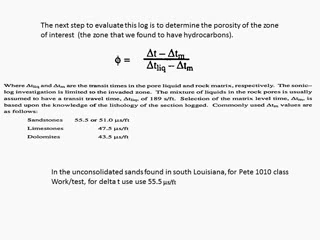 The next step to evaluate this log is to determine the porosity of the zone
of interest (the zone that we found to have hydrocarbons).
ϕ = (Δt − Δtm) / (Δtliq − Δtm)
Where Δtliq and Δtm are the transit times in the pore liquid and rock matrix, respectively. The sonic-
log investigation is limited to the invaded zone. The mixture of liquids in the rock pores is usually
assumed to have a transit travel time, Δtliq, of 189 s/ft. Selection of the matrix level time, Δtm, is
based upon the knowledge of the section logged. Commonly used Δtm values are
as follows:
Sandstones 55.5 or 51.0 μs/ft
Limestones 47.5 μs/ft
Dolomites 43.5 μs/ft
In the unconsolidated sands found in south Louisiana, for Pete 1010 class
Work/test, for delta t use use 55.5 μs/ft